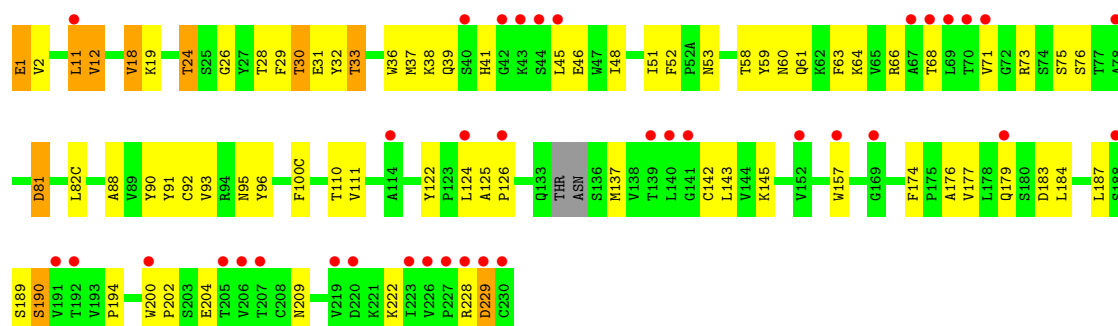 E1 V2 L11 V12 V18 K19 T24 S25 G26 Y27 T28 F29 T30 E31 Y32 T33 W36 M37 K38 Q39 S40 H41 G42 K43 S44 L45 E46 W47 I48 I51 F52 P52A N53 T58 Y59 N60 Q61 K62 F63 K64 V65 R66 A67 T68 L69 T70 V71 G72 R73 S74 S75 S76 T77 A78
D81 L82C A88 V89 Y90 Y91 C92 V93 R94 N95 Y96 F100C T110 V111 A114 Y122 P123 L124 A125 P126 Q133 THR ASN S136 M137 V138 T139 L140 G141 C142 L143 V144 K145 V152 W157 G169 F174 P175 A176 V177 L178 Q179 S180 D183 L184 L187 S188
S189 S190 V191 T192 V193 P194 W200 P202 S203 E204 T205 V206 T207 C208 N209 V219 D220 K221 K222 I223 V226 P227 R228 D229 C230